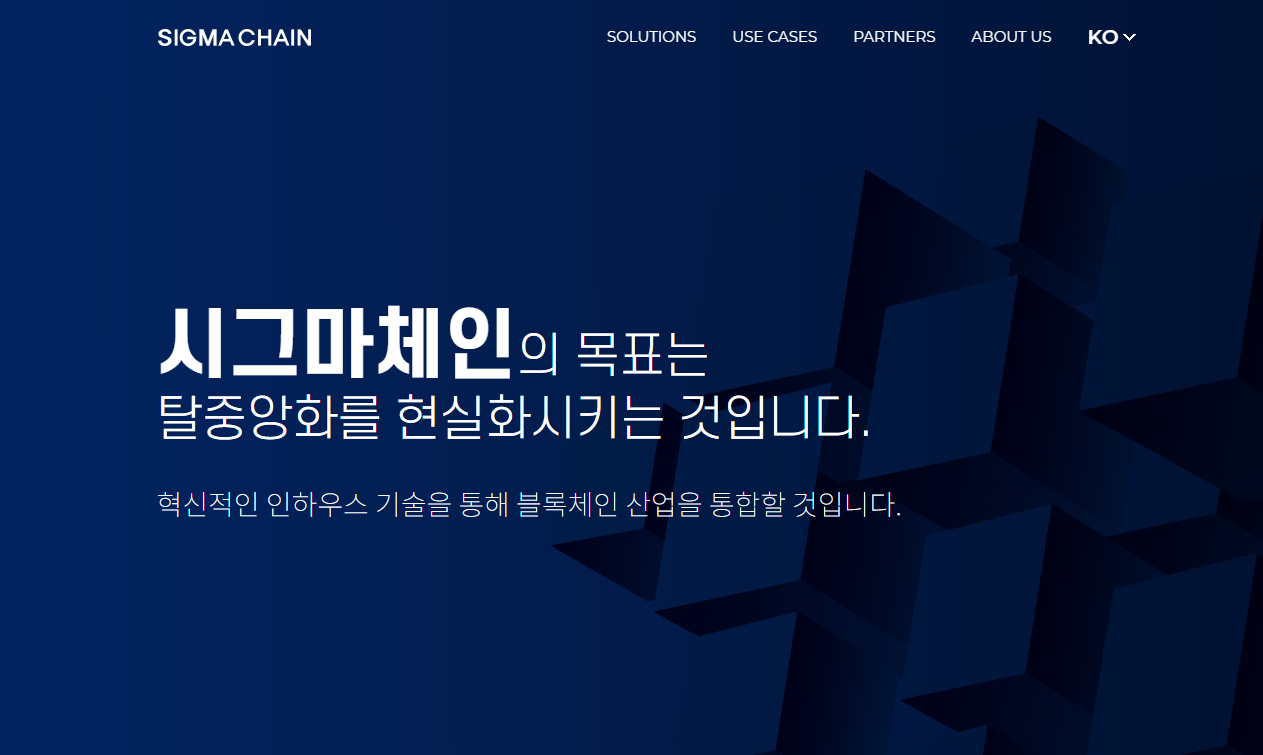 SIGMA CHAIN
SOLUTIONS USE CASES PARTNERS ABOUT US KO
시그마체인의 목표는
탈중앙화를 현실화시키는 것입니다.
혁신적인 인하우스 기술을 통해 블록체인 산업을 통합할 것입니다.